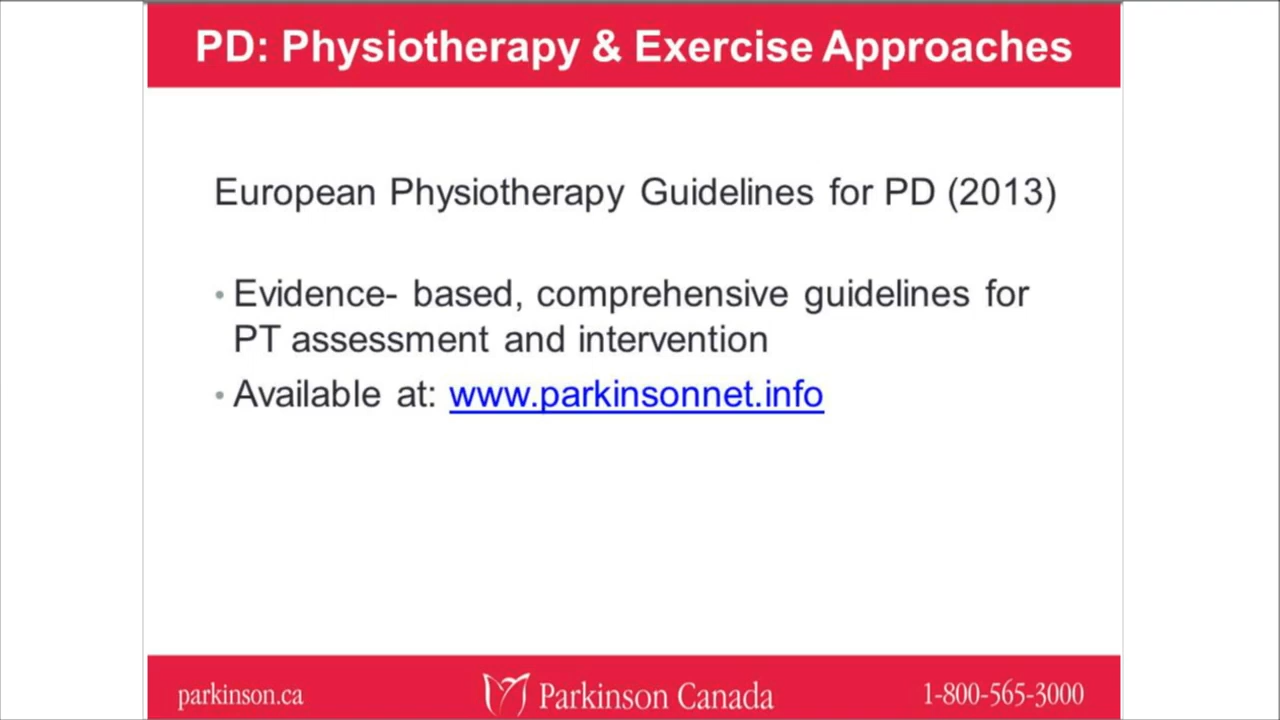 PD: Physiotherapy & Exercise Approaches
European Physiotherapy Guidelines for PD (2013)
• Evidence- based, comprehensive guidelines for
PT assessment and intervention
• Available at: www.parkinsonnet.info
parkinson.ca
Parkinson Canada
1-800-565-3000